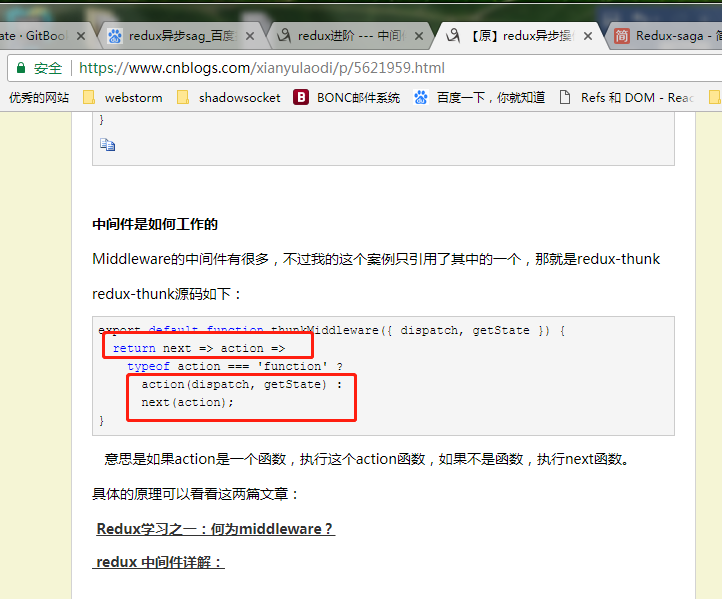 ate · GitBoo
redux异步sag_百度
redux进阶 --- 中间
【原】redux异步操
简 Redux-saga - 简
安全 https://www.cnblogs.com/xianyulaodi/p/5621959.html
优秀的网站 webstorm shadowsocket B BONC邮件系统 百度一下，你就知道 Refs 和 DOM - Reac
}
中间件是如何工作的
Middleware的中间件有很多，不过我的这个案例只引用了其中的一个，那就是redux-thunk
redux-thunk源码如下：
export default function thunkMiddleware({ dispatch, getState }) {
return next => action =>
typeof action === 'function' ?
action(dispatch, getState) :
next(action);
}
意思是如果action是一个函数，执行这个action函数，如果不是函数，执行next函数。
具体的原理可以看看这两篇文章：
Redux学习之一：何为middleware？
redux 中间件详解：